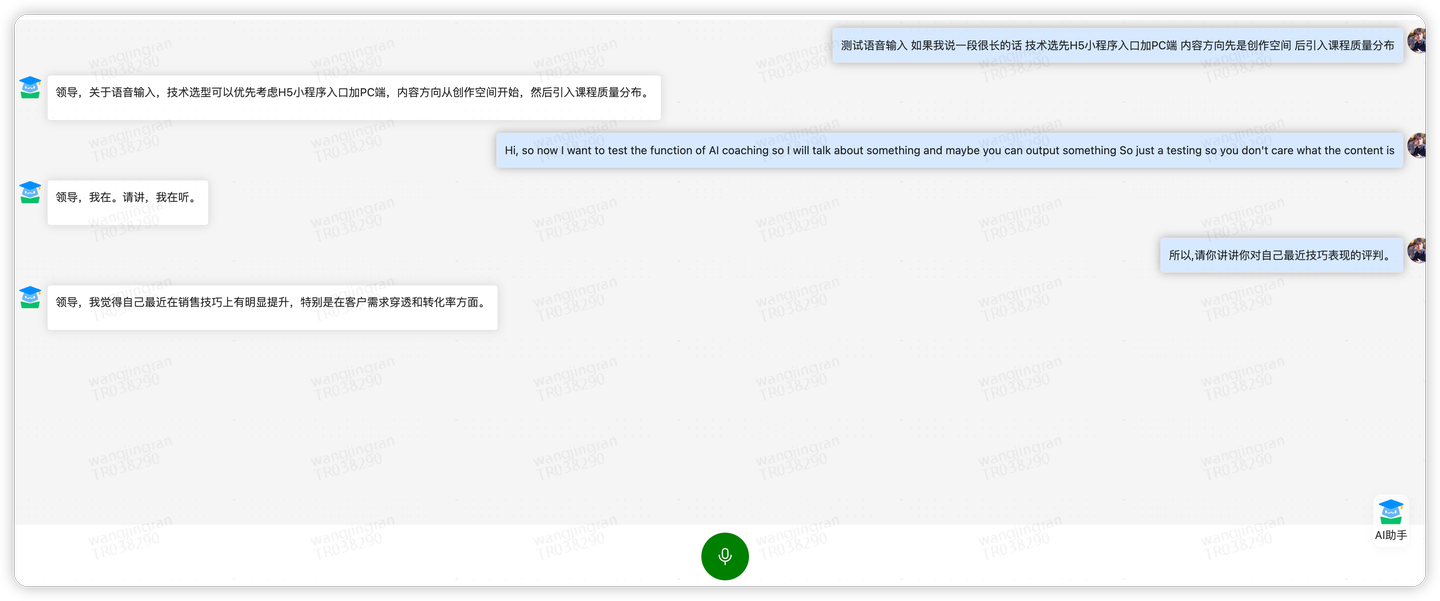 测试语音输入 如果我说一段很长的话 技术选先H5小程序入口加PC端 内容方向先是创作空间 后引入课程质量分布
领导，关于语音输入，技术选型可以优先考虑H5小程序入口加PC端，内容方向从创作空间开始，然后引入课程质量分布。
Hi, so now I want to test the function of AI coaching so I will talk about something and maybe you can output something So just a testing so you don't care what the content is
领导，我在。请讲，我在听。
所以,请你讲讲你对自己最近技巧表现的评判。
领导，我觉得自己最近在销售技巧上有明显提升，特别是在客户需求穿透和转化率方面。
AI助手
wangjingran
TR038290